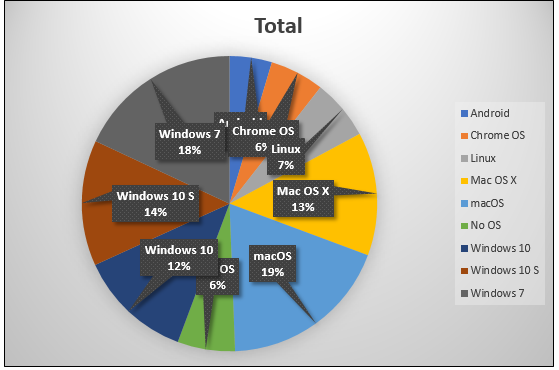 Total
Chrome OS
6%
Linux
7%
Mac OS X
13%
macOS
19%
OS
6%
Windows 10
12%
Windows 10 S
14%
Windows 7
18%
Android
Chrome OS
Linux
Mac OS X
macOS
No OS
Windows 10
Windows 10 S
Windows 7